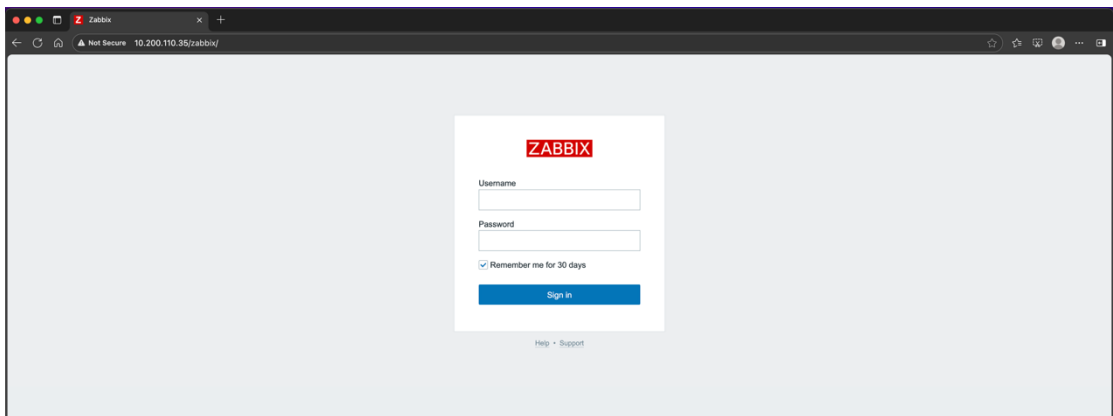 Z Zabbix
Not Secure 10.200.110.35/zabbix/
ZABBIX
Username
Password
Remember me for 30 days
Sign in
Help • Support